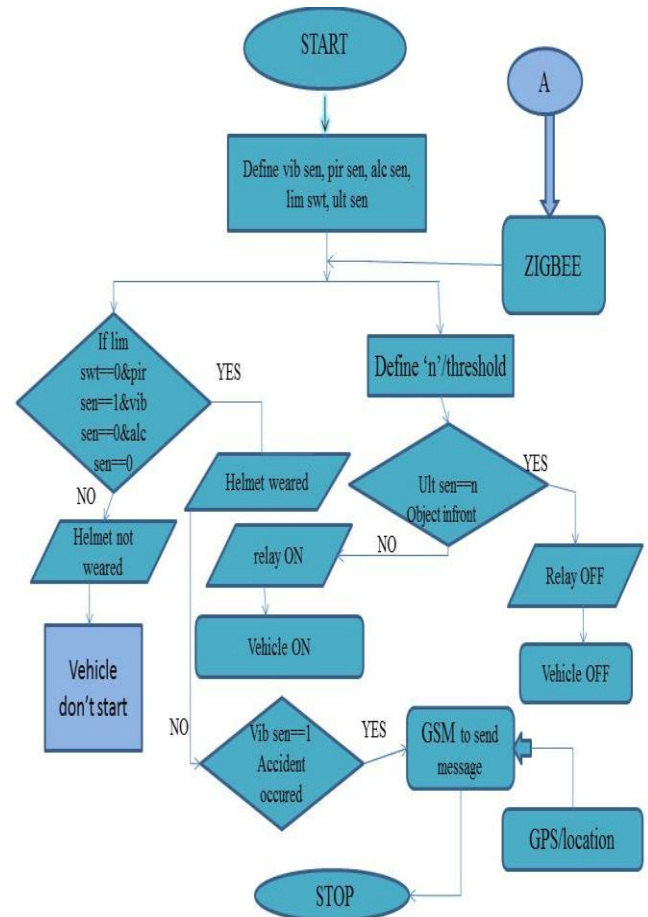 START
A
Define vib sen, pir sen, alc sen,
lim swt, ult sen
ZIGBEE
If lim
swt==0&pir
sen==1&vib
sen==0&alc
sen==0
YES
Define ‘n’/threshold
NO
Helmet weared
Ult sen==n
Object infront
YES
Helmet not
weared
relay ON
NO
Relay OFF
Vehicle
don’t start
Vehicle ON
Vehicle OFF
NO
Vib sen==1
Accident
occured
YES
GSM to send
message
GPS/location
STOP